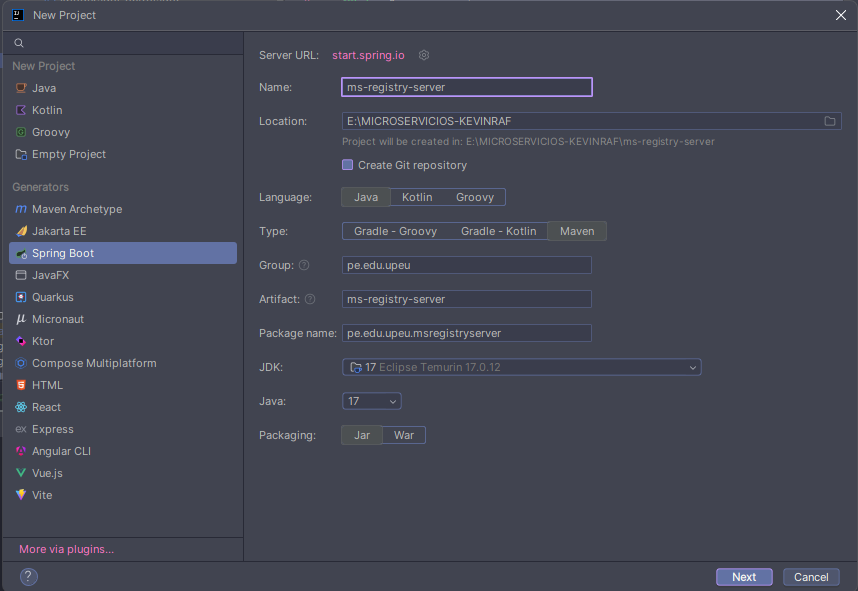 New Project
New Project
Java
Kotlin
Groovy
Empty Project
Generators
Maven Archetype
Jakarta EE
Spring Boot
JavaFX
Quarkus
Micronaut
Ktor
Compose Multiplatform
HTML
React
Express
Angular CLI
Vue.js
Vite
More via plugins...
Server URL: start.spring.io
Name: ms-registry-server
Location: E:\MICROSERVICIOS-KEVINRAF
Project will be created in: E:\MICROSERVICIOS-KEVINRAF\ms-registry-server
Create Git repository
Language: Java Kotlin Groovy
Type: Gradle - Groovy Gradle - Kotlin Maven
Group: pe.edu.upeu
Artifact: ms-registry-server
Package name: pe.edu.upeu.msregistryserver
JDK: 17 Eclipse Temurin 17.0.12
Java: 17
Packaging: Jar War
? Next Cancel